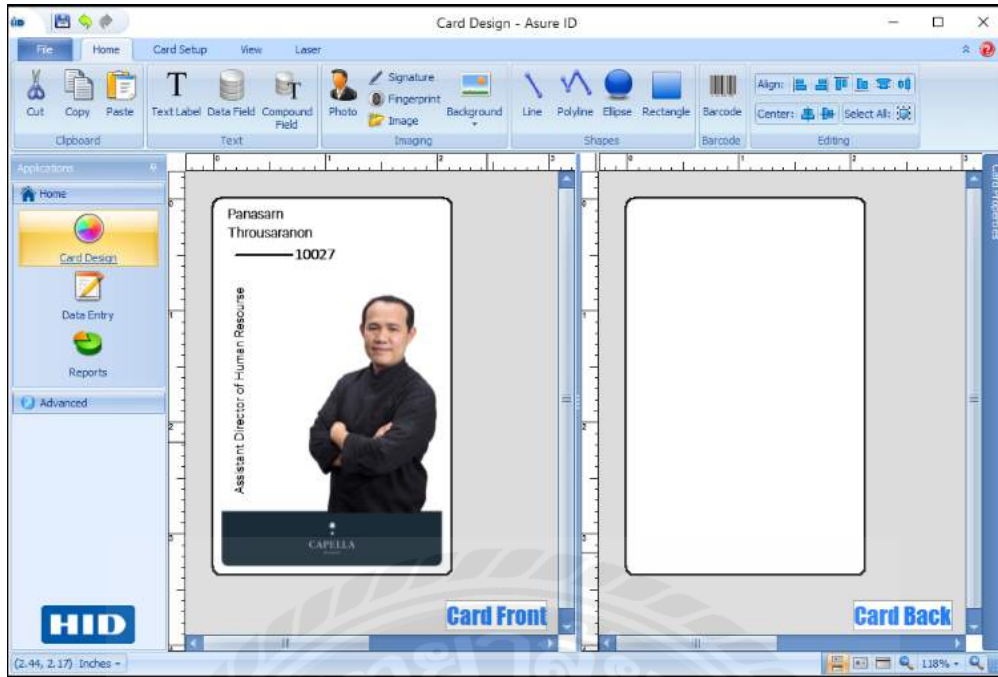 Card Design - Asure ID
File Home Card Setup View Laser
Cut Copy Paste
Clipboard
Text Label Data Field Compound Field
Text
Photo
Signature
Fingerprint
Image
Background
Imaging
Line Polyline Ellipse Rectangle
Shapes
Barcode
Barcode
Align:
Center: Select All:
Editing
Applications
Home
Card Design
Data Entry
Reports
Advanced
HID
Panasarn
Throusaranon
10027
Assistant Director of Human Resourse
CAPELLA
Card Front
Card Back
Card Properties
(2.44, 2.17) Inches
118%